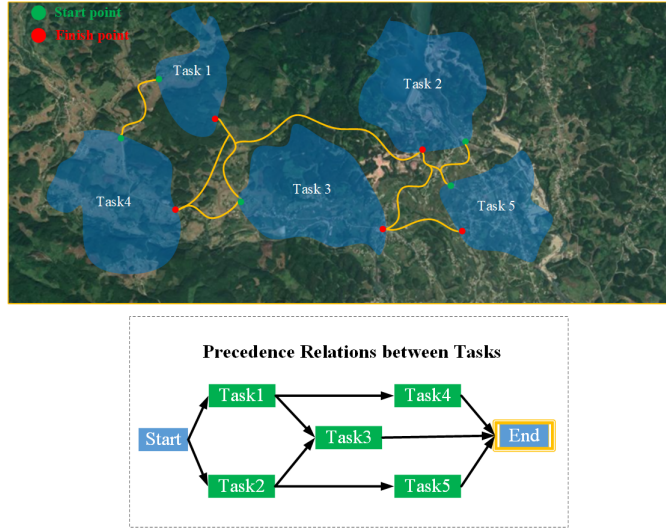 Start point
Finish point
Task 1
Task 2
Task 3
Task4
Task 5
Precedence Relations between Tasks
Task1
Task4
Start
Task3
End
Task2
Task5